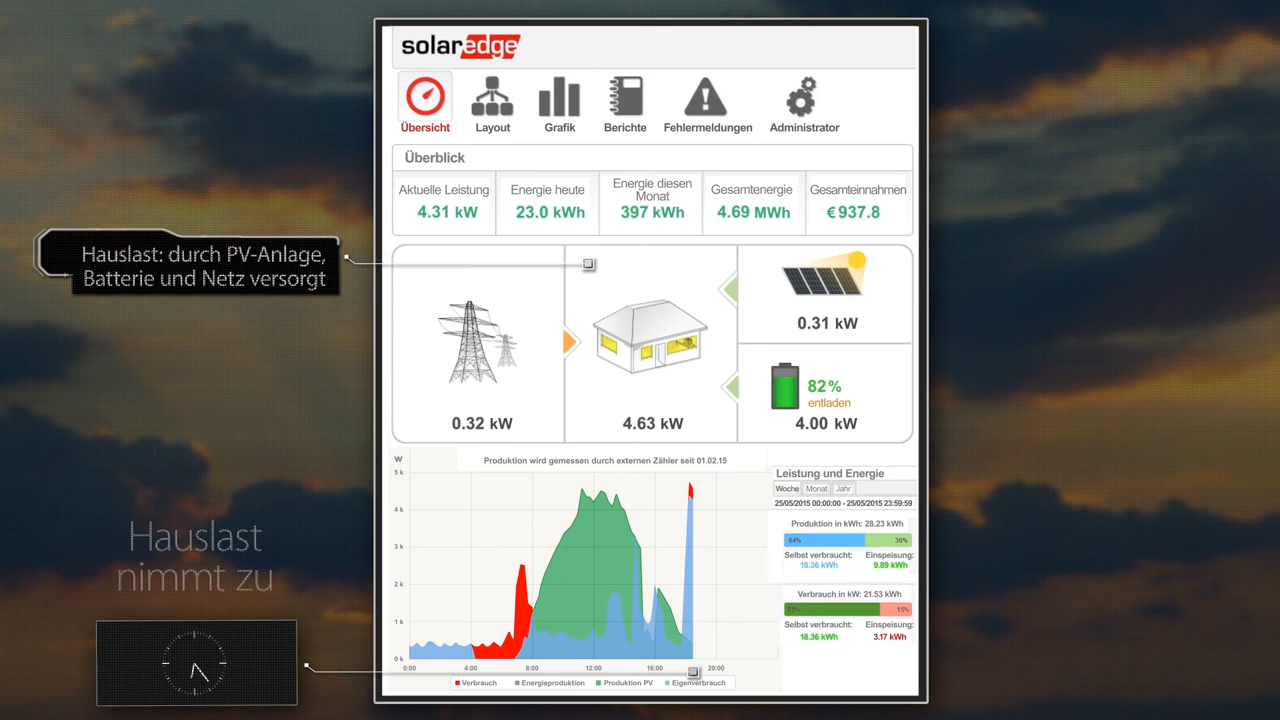 solaredge
Übersicht
Layout
Grafik
Berichte
Fehlermeldungen
Administrator
Überblick
Aktuelle Leistung
4.31 kW
Energie heute
23.0 kWh
Energie diesen
Monat
397 kWh
Gesamtenergie
4.69 MWh
Gesamteinnahmen
€ 937.8
Hauslast: durch PV-Anlage,
Batterie und Netz versorgt
0.32 kW
4.63 kW
0.31 kW
82%
entladen
4.00 kW
W
Produktion wird gemessen durch externen Zähler seit 01.02.15
5 k
4 k
3 k
2 k
1 k
0 k
0:00 4:00 8:00 12:00 16:00 20:00
Verbrauch Energieproduktion Produktion PV Eigenverbrauch
Leistung und Energie
Woche Monat Jahr
25/05/2015 00:00:00 - 25/05/2015 23:59:59
Produktion in kWh: 28.23 kWh
64% 36%
Selbst verbraucht: Einspeisung:
18.36 kWh 9.89 kWh
Verbrauch in kW: 21.53 kWh
15%
Selbst verbraucht: Einspeisung:
18.36 kWh 3.17 kWh
Hauslast
nimmt zu